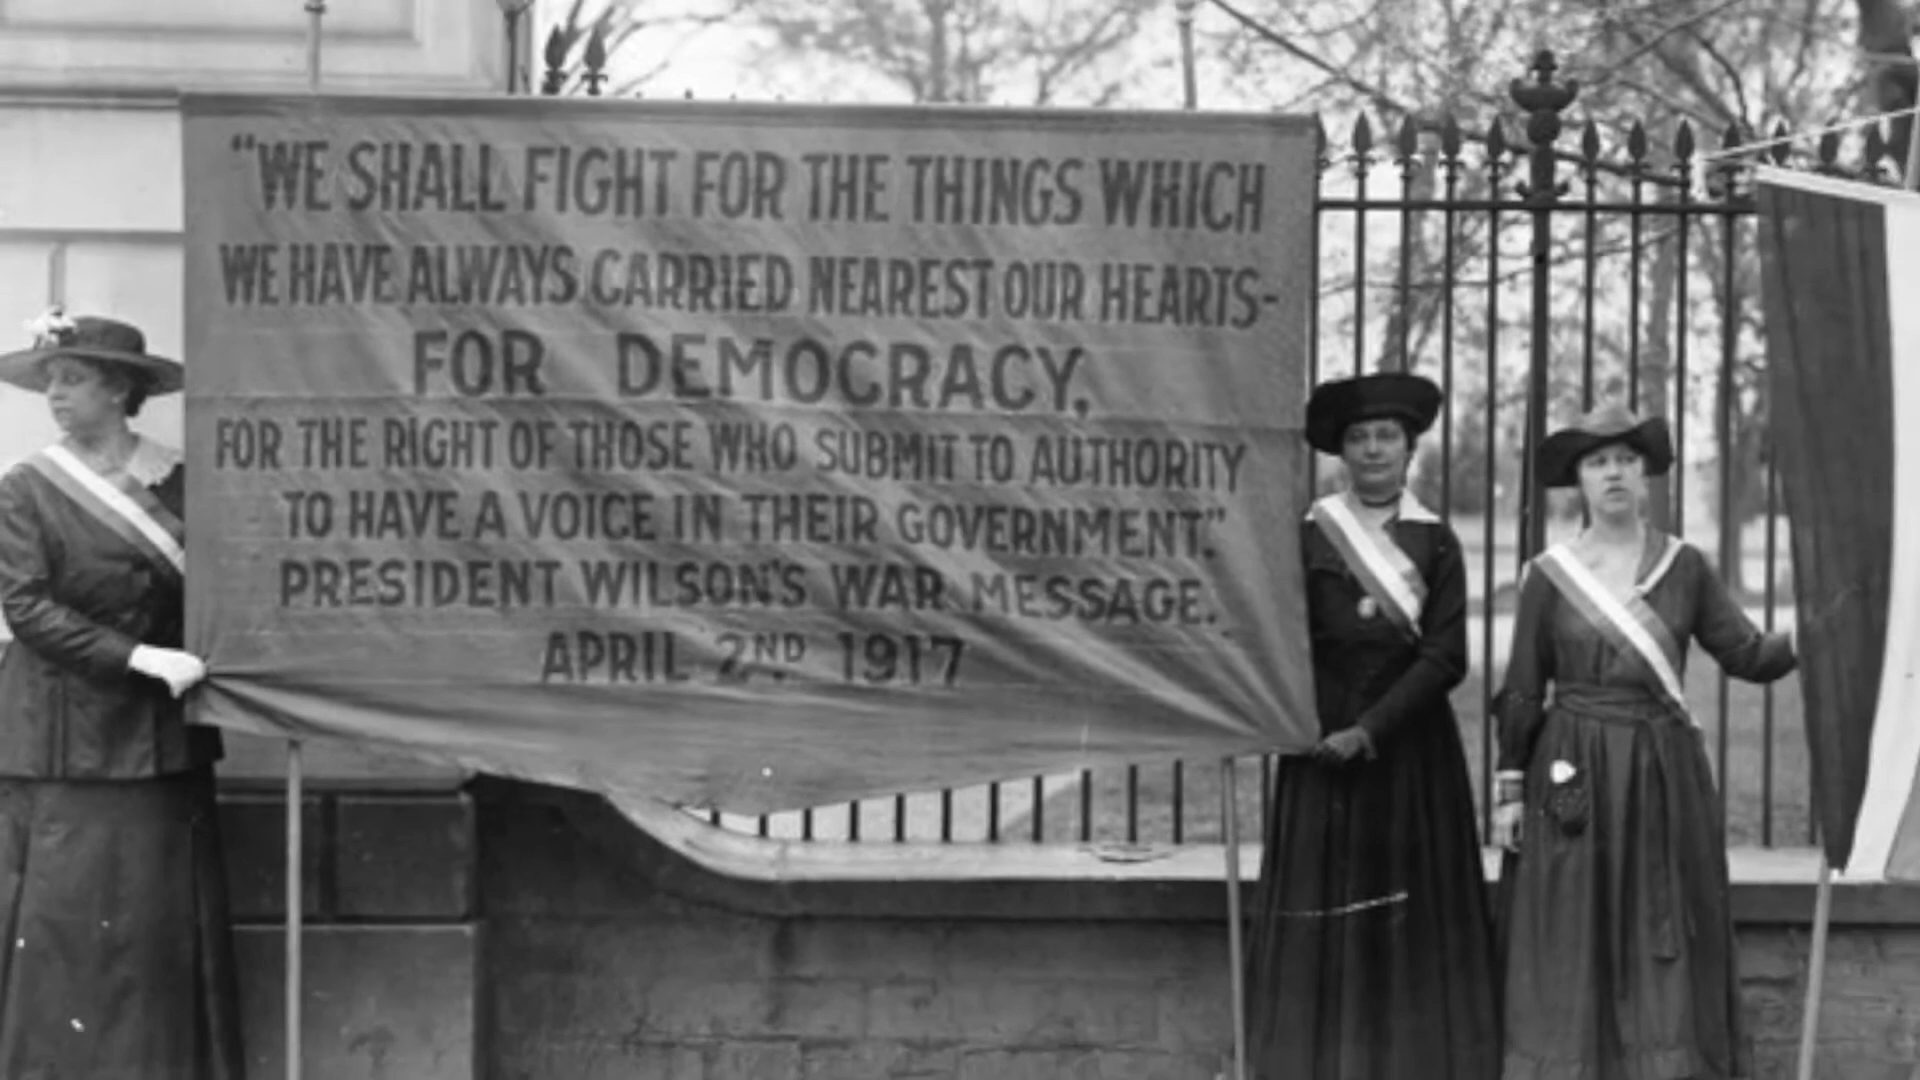 "WE SHALL FIGHT FOR THE THINGS WHICH
WE HAVE ALWAYS CARRIED NEAREST OUR HEARTS-
FOR DEMOCRACY,
FOR THE RIGHT OF THOSE WHO SUBMIT TO AUTHORITY
TO HAVE A VOICE IN THEIR GOVERNMENT."
PRESIDENT WILSON'S WAR MESSAGE.
APRIL 2ND 1917